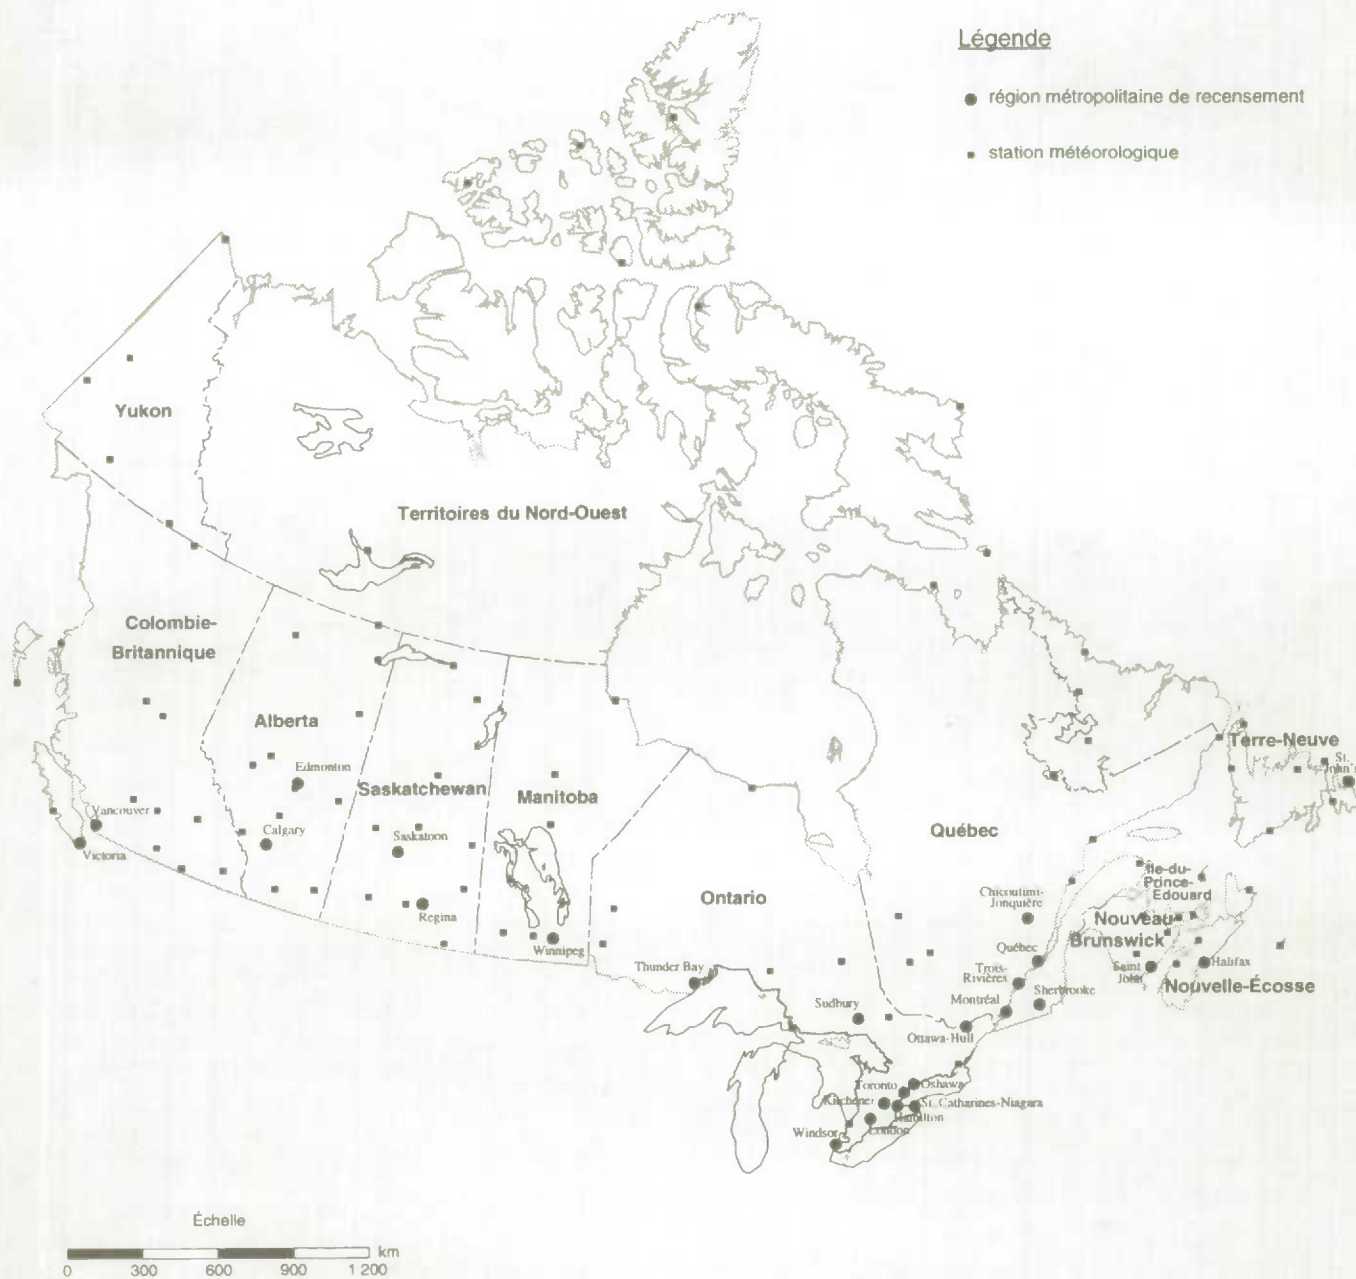 Légende
région métropolitaine de recensement
station météorologique
Yukon
Territoires du Nord-Ouest
Colombie-
Britannique
Alberta
Edmonton
Saskatchewan
Manitoba
Terre-Neuve
St.
John's
Vancouver
Victoria
Calgary
Saskatoon
Regina
Winnipeg
Ontario
Québec
Thunder Bay
Sudbury
Chicoutimi-
Jonquière
Île-du-
Prince-
Edouard
Nouveau
Brunswick
Québec
Trois-
Rivières
Saint
John
Halifax
Nouvelle-Écosse
Montréal
Sherbrooke
Ottawa-Hull
Toronto
Oshawa
Kitchener
St. Catharines-Niagara
Hamilton
London
Windsor
Échelle
km
0 300 600 900 1 200